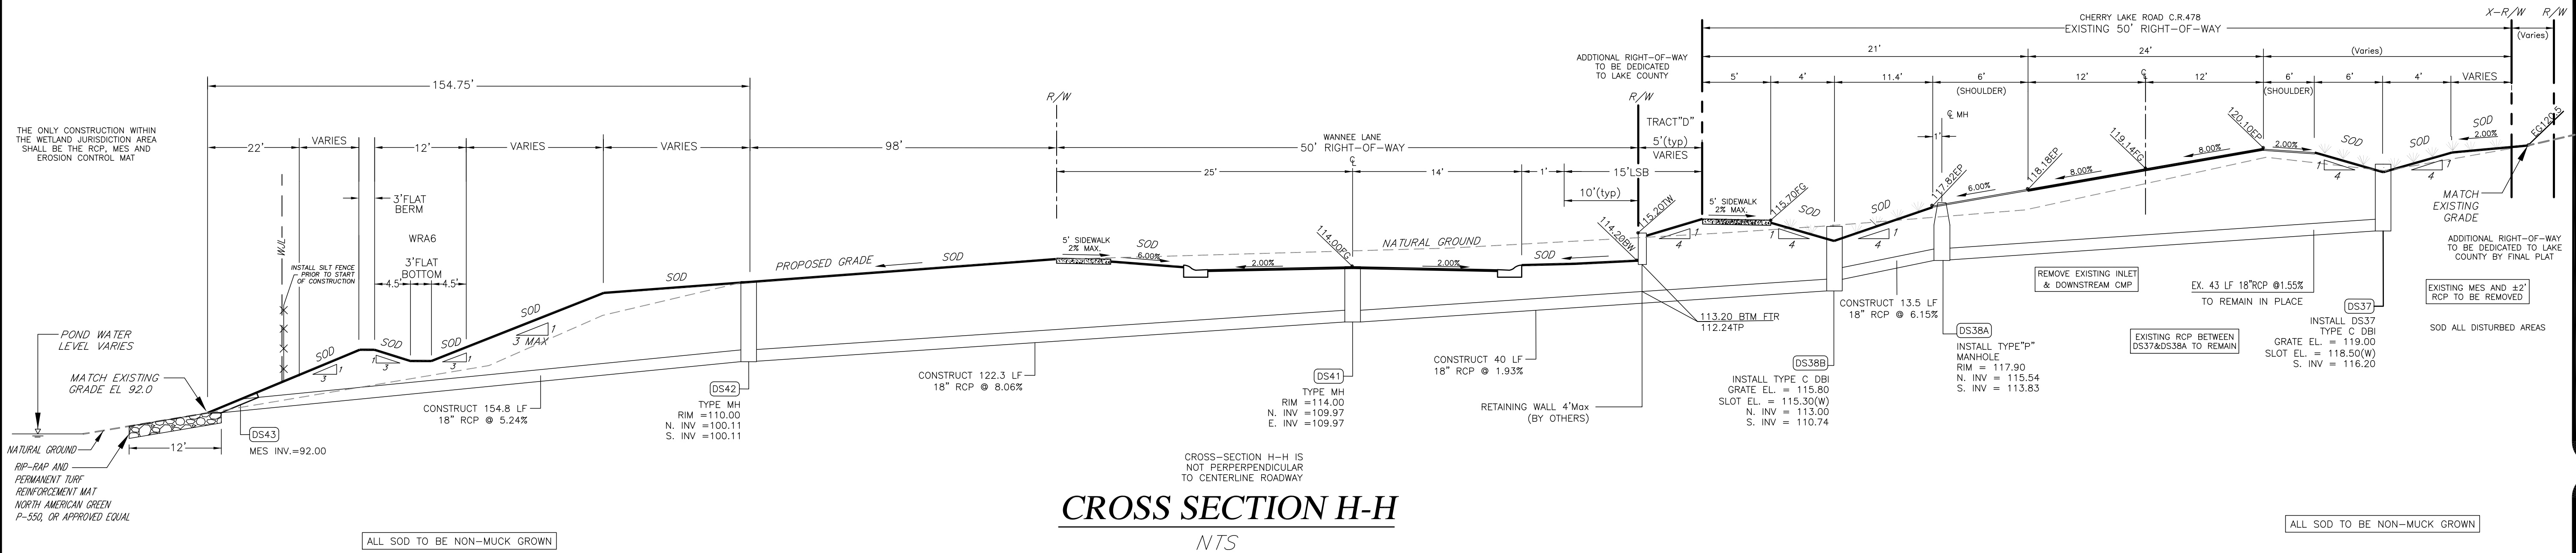 CHERRY LAKE ROAD C.R.478
EXISTING 50' RIGHT-OF-WAY
X-R/W
R/W
(Varies)
ADDTIONAL RIGHT-OF-WAY
TO BE DEDICATED
TO LAKE COUNTY
21'
24'
(Varies)
154.75'
R/W
R/W
5'
4'
11.4'
6'
(SHOULDER)
12'
℄
12'
6'
(SHOULDER)
6'
4'
VARIES
THE ONLY CONSTRUCTION WITHIN
THE WETLAND JURISDICTION AREA
SHALL BE THE RCP, MES AND
EROSION CONTROL MAT
22'
VARIES
12'
VARIES
VARIES
98'
WANNEE LANE
50' RIGHT-OF-WAY
℄
TRACT"D"
5'(typ)
VARIES
25'
14'
1'
15'LSB
10'(typ)
℄ MH
1'
3'FLAT
BERM
WRA6
3'FLAT
BOTTOM
4.5'
4.5'
WJL
INSTALL SILT FENCE
PRIOR TO START
OF CONSTRUCTION
POND WATER
LEVEL VARIES
MATCH EXISTING
GRADE EL 92.0
SOD
1
3
SOD
1
3
SOD
1
3
SOD
1
3 MAX
SOD
PROPOSED GRADE
SOD
5' SIDEWALK
2% MAX.
SOD
6.00%
2.00%
114.00FG
NATURAL GROUND
2.00%
SOD
114.20BW
115.20TW
1
4
5' SIDEWALK
2% MAX.
115.70FG
SOD
1
4
SOD
1
4
117.82EP
6.00%
118.18EP
8.00%
119.14FG
8.00%
120.10EP
2.00%
SOD
1
4
SOD
1
4
SOD
2.00%
FG120.5
MATCH
EXISTING
GRADE
ADDITIONAL RIGHT-OF-WAY
TO BE DEDICATED TO LAKE
COUNTY BY FINAL PLAT
EXISTING MES AND ±2'
RCP TO BE REMOVED
SOD ALL DISTURBED AREAS
NATURAL GROUND
RIP-RAP AND
PERMANENT TURF
REINFORCEMENT MAT
NORTH AMERICAN GREEN
P-550, OR APPROVED EQUAL
12'
DS43
MES INV.=92.00
CONSTRUCT 154.8 LF
18" RCP @ 5.24%
DS42
TYPE MH
RIM =110.00
N. INV =100.11
S. INV =100.11
CONSTRUCT 122.3 LF
18" RCP @ 8.06%
DS41
TYPE MH
RIM =114.00
N. INV =109.97
E. INV =109.97
CONSTRUCT 40 LF
18" RCP @ 1.93%
113.20 BTM FTR
112.24TP
RETAINING WALL 4'Max
(BY OTHERS)
DS38B
INSTALL TYPE C DBI
GRATE EL. = 115.80
SLOT EL. = 115.30(W)
N. INV = 113.00
S. INV = 110.74
CONSTRUCT 13.5 LF
18" RCP @ 6.15%
DS38A
INSTALL TYPE"P"
MANHOLE
RIM = 117.90
N. INV = 115.54
S. INV = 113.83
REMOVE EXISTING INLET
& DOWNSTREAM CMP
EXISTING RCP BETWEEN
DS37&DS38A TO REMAIN
EX. 43 LF 18"RCP @1.55%
TO REMAIN IN PLACE
DS37
INSTALL DS37
TYPE C DBI
GRATE EL. = 119.00
SLOT EL. = 118.50(W)
S. INV = 116.20
CROSS-SECTION H-H IS
NOT PERPERPENDICULAR
TO CENTERLINE ROADWAY
CROSS SECTION H-H
NTS
ALL SOD TO BE NON-MUCK GROWN
ALL SOD TO BE NON-MUCK GROWN